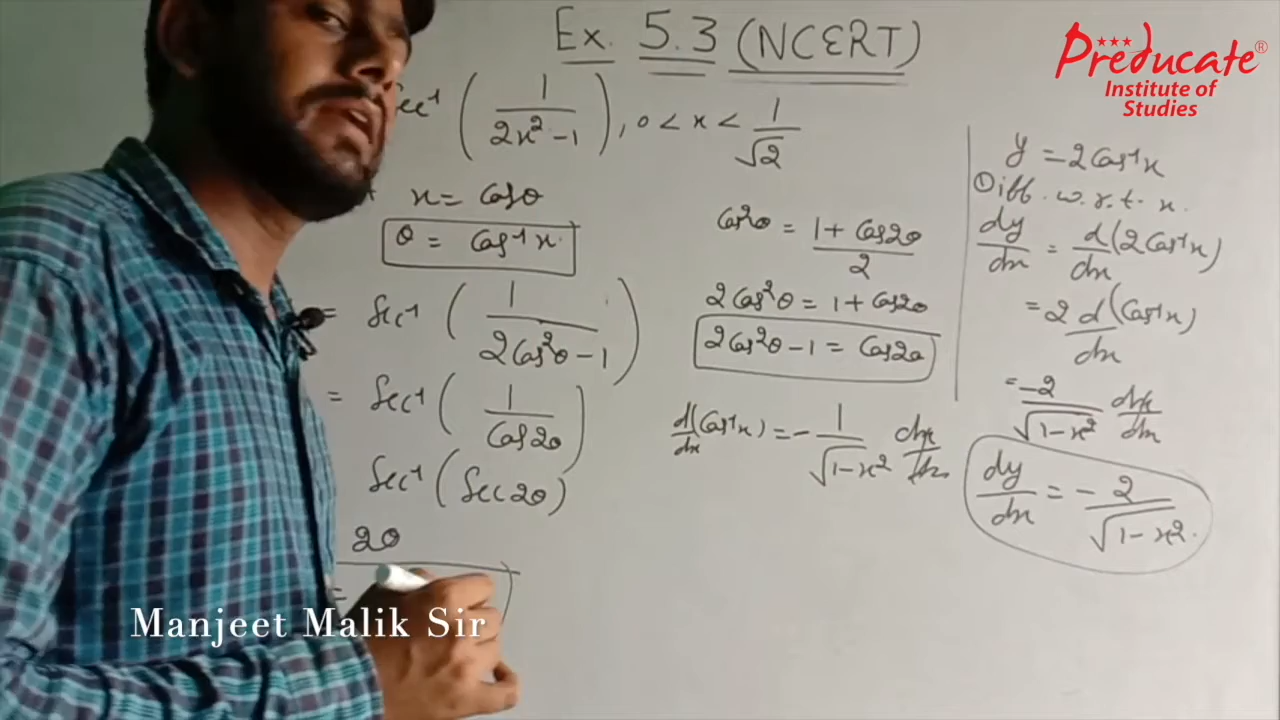 Ex. 5.3 (NCERT)
Preducate®
Institute of
Studies
Sec⁻¹ ( 1 / 2x² - 1 ), 0 < x < 1 / √2
x = Cosθ
θ = Cos⁻¹ x
= Sec⁻¹ ( 1 / 2Cos²θ - 1 )
= Sec⁻¹ ( 1 / Cos2θ )
Sec⁻¹ ( Sec2θ )
2θ
=
Cos²θ = 1 + Cos2θ / 2
2Cos²θ = 1 + Cos2θ
2Cos²θ - 1 = Cos2θ
d/dx (Cos⁻¹x) = - 1 / √1-x² dx/dx
y = 2Cos⁻¹x
Diff. w.r.t. x.
dy/dx = d/dx (2Cos⁻¹x)
= 2 d/dx (Cos⁻¹x)
= -2 / √1-x² dx/dx
dy/dx = - 2 / √1-x².
Manjeet Malik Sir